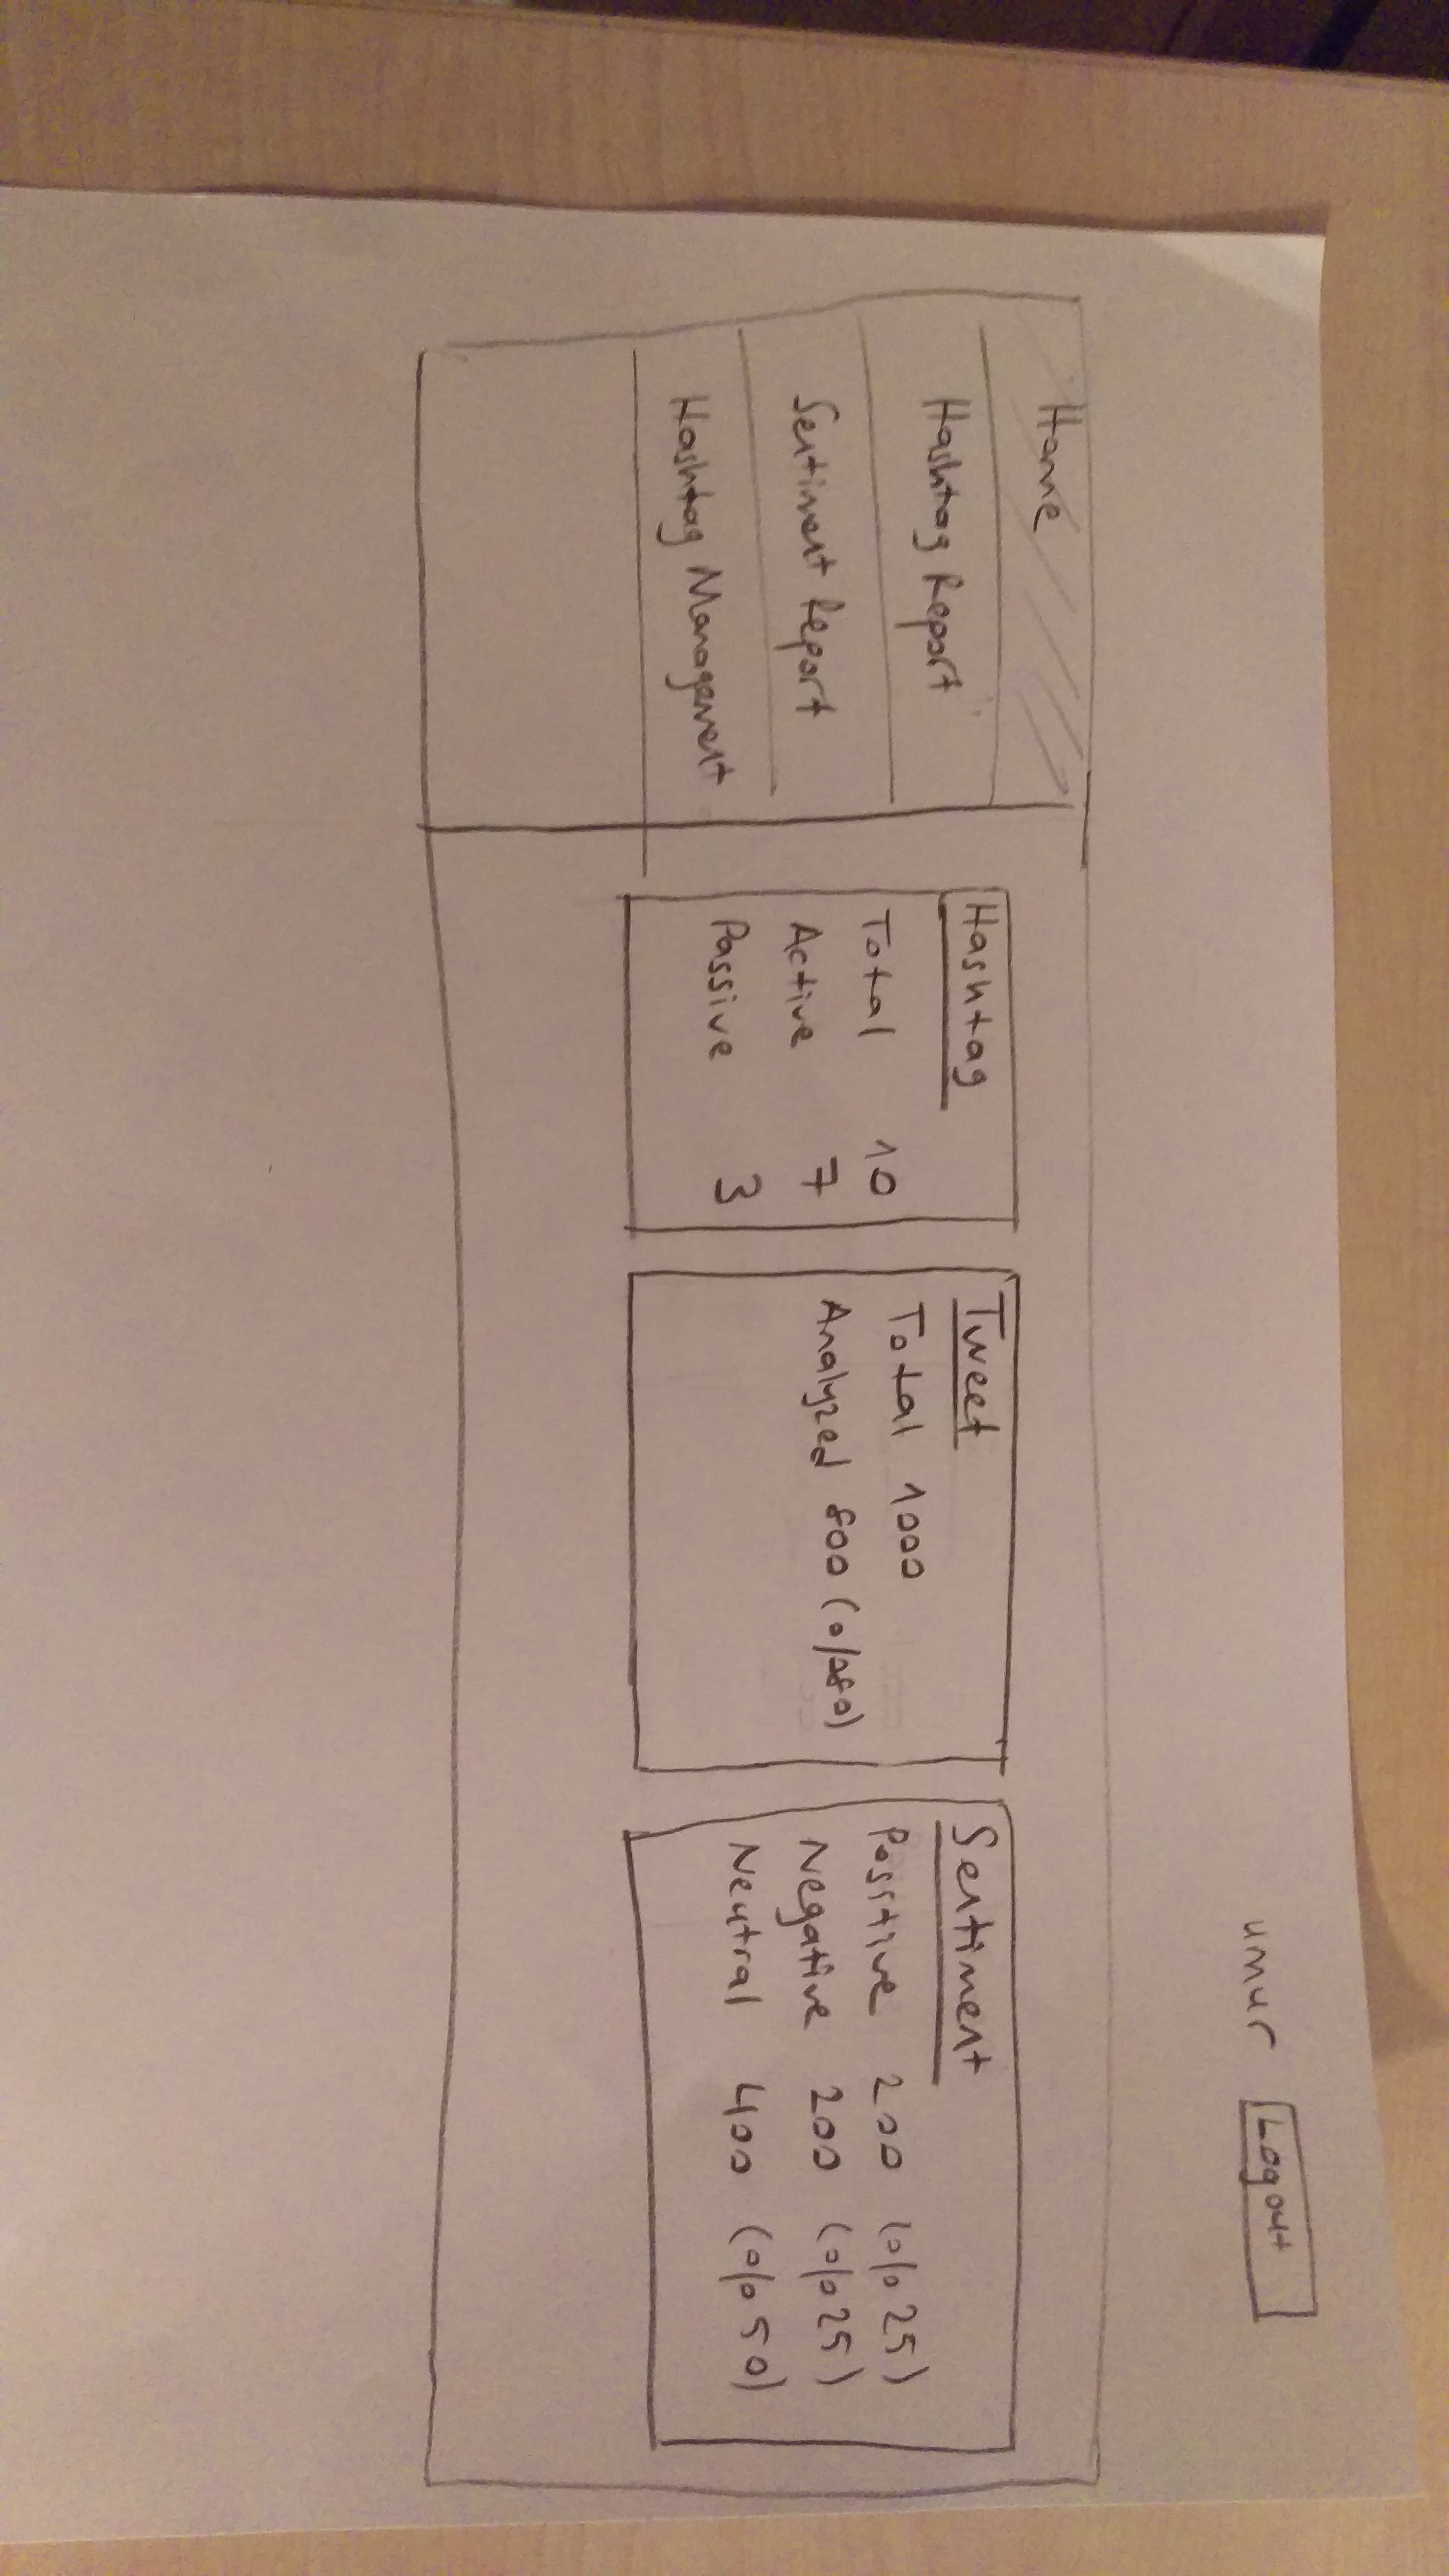 umur Logout
Home
Hashtag Report
Sentiment Report
Hashtag Management
Hashtag
Total 10
Active 7
Passive 3
Tweet
Total 1000
Analyzed 800 (%80)
Sentiment
Positive 200 (%25)
Negative 200 (%25)
Neutral 400 (%50)